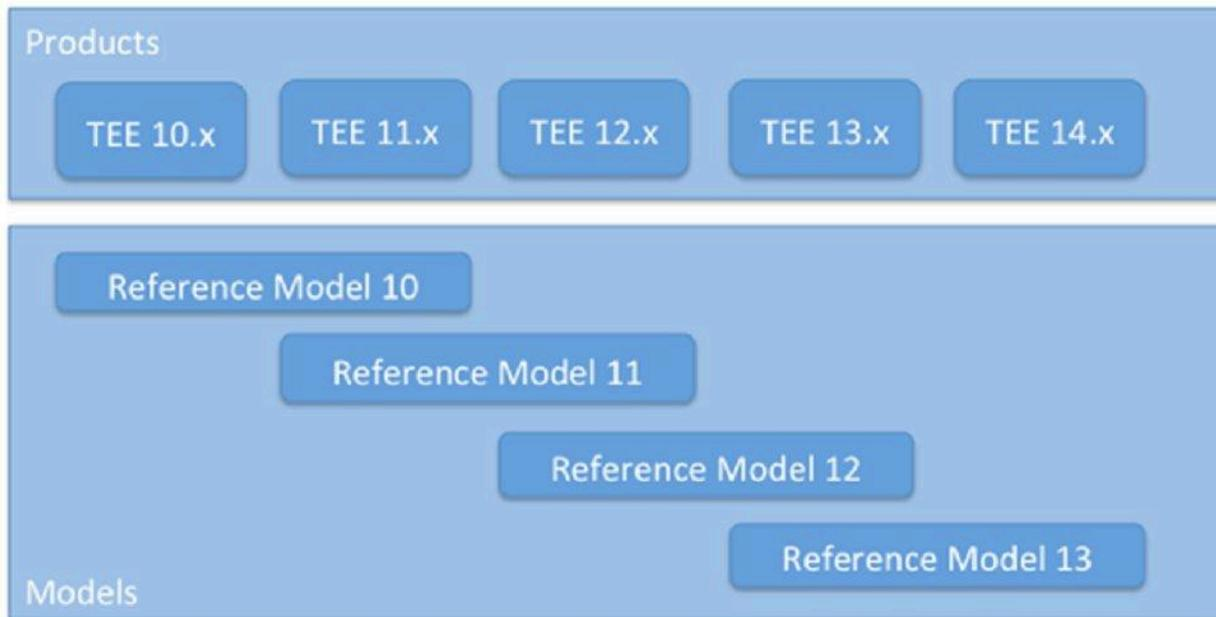 Products
TEE 10.x
TEE 11.x
TEE 12.x
TEE 13.x
TEE 14.x
Reference Model 10
Reference Model 11
Reference Model 12
Reference Model 13
Models